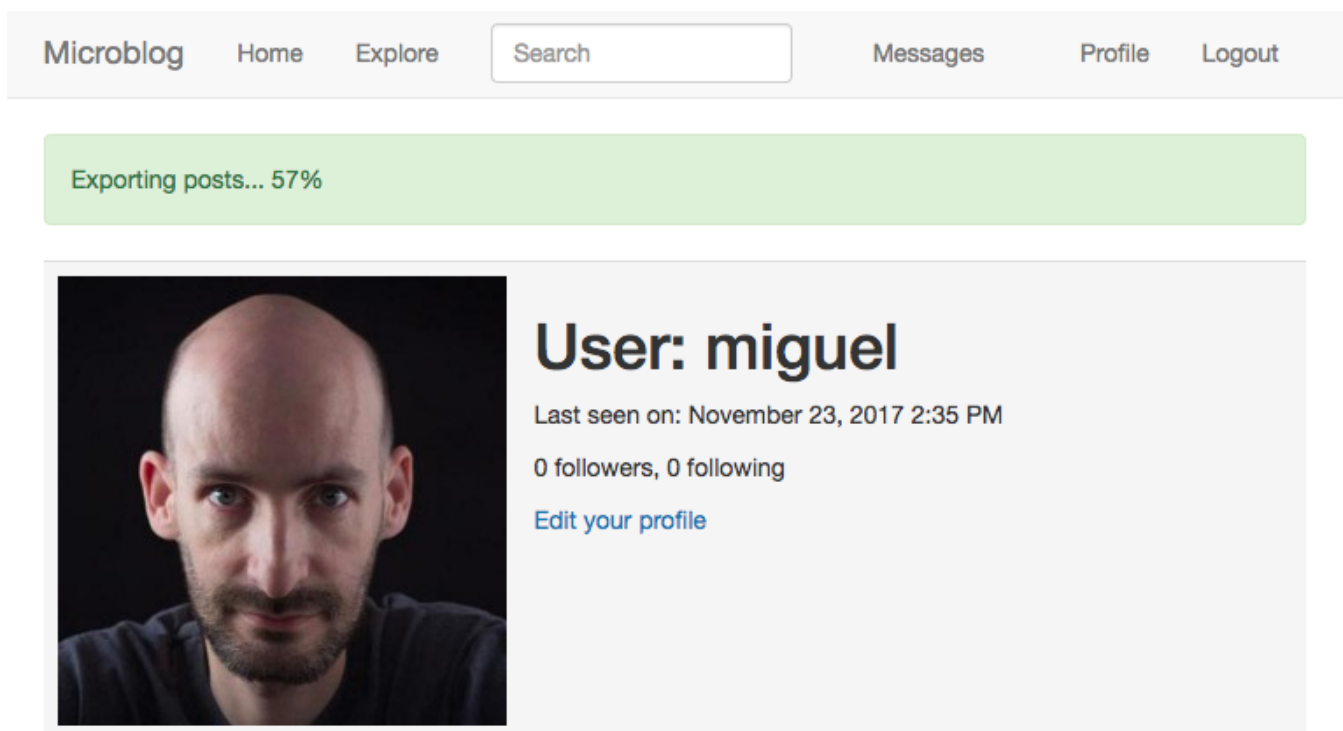 Microblog Home Explore Search Messages Profile Logout
Exporting posts... 57%
User: miguel
Last seen on: November 23, 2017 2:35 PM
0 followers, 0 following
Edit your profile